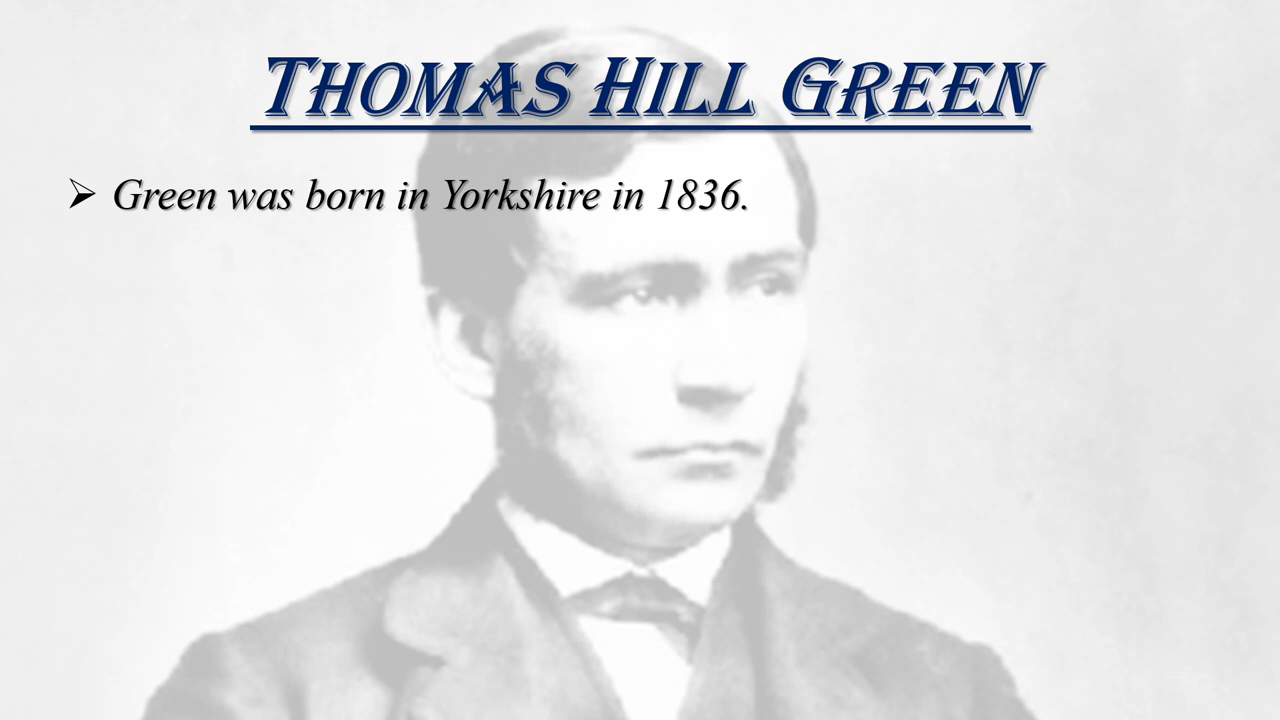 Thomas Hill Green
➢ Green was born in Yorkshire in 1836.